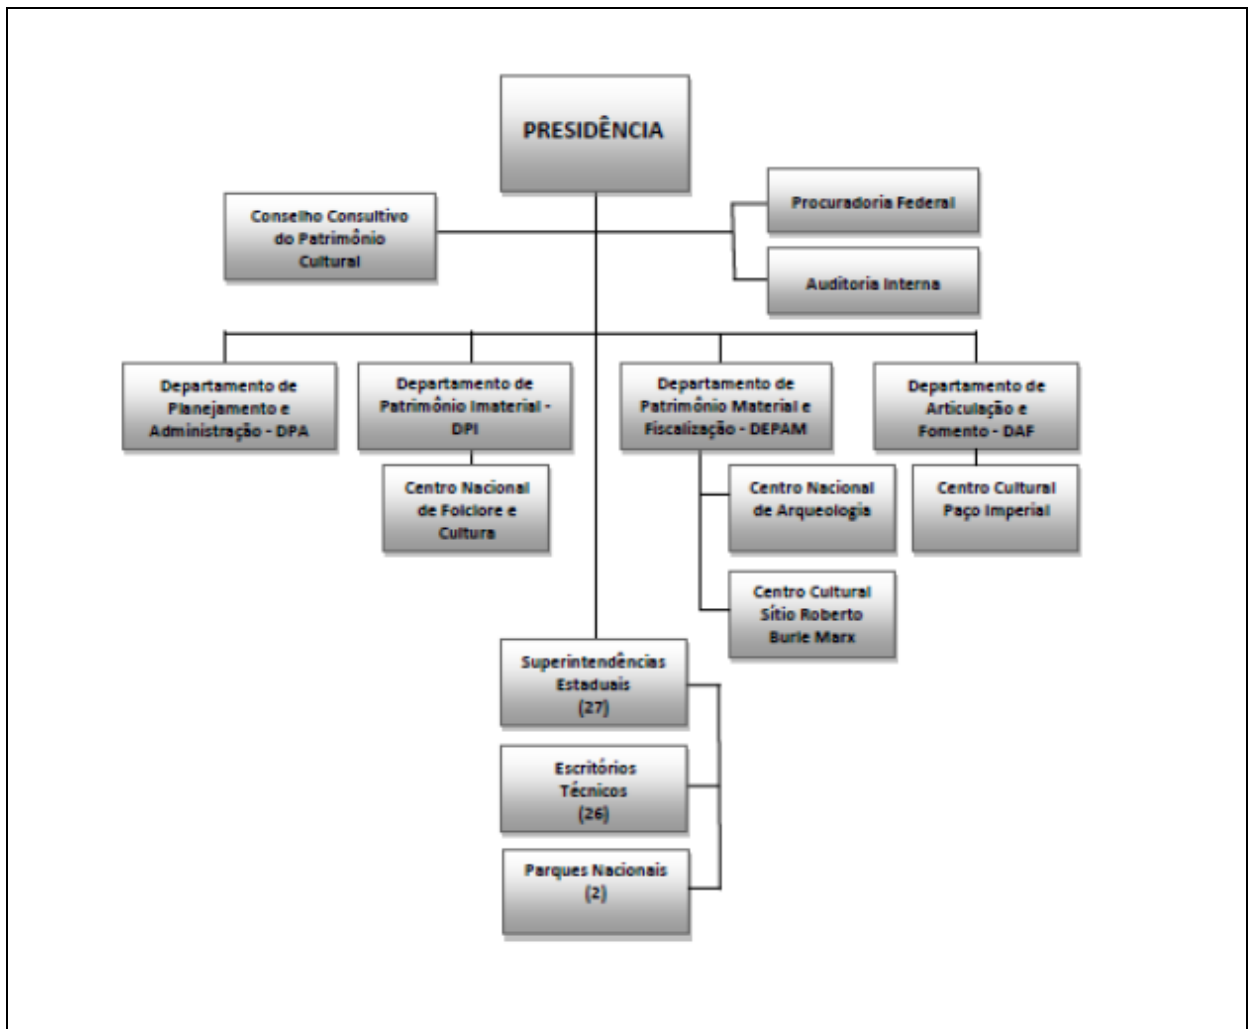 PRESIDÊNCIA
Conselho Consultivo
do Patrimônio
Cultural
Procuradoria Federal
Auditoria Interna
Departamento de
Planejamento e
Administração - DPA
Departamento de
Patrimônio Imaterial -
DPI
Departamento de
Patrimônio Material e
Fiscalização - DEPAM
Departamento de
Articulação e
Fomento - DAF
Centro Nacional
de Folclore e
Cultura
Centro Nacional
de Arqueologia
Centro Cultural
Paço Imperial
Centro Cultural
Sítio Roberto
Burle Marx
Superintendências
Estaduais
(27)
Escritórios
Técnicos
(26)
Parques Nacionais
(2)